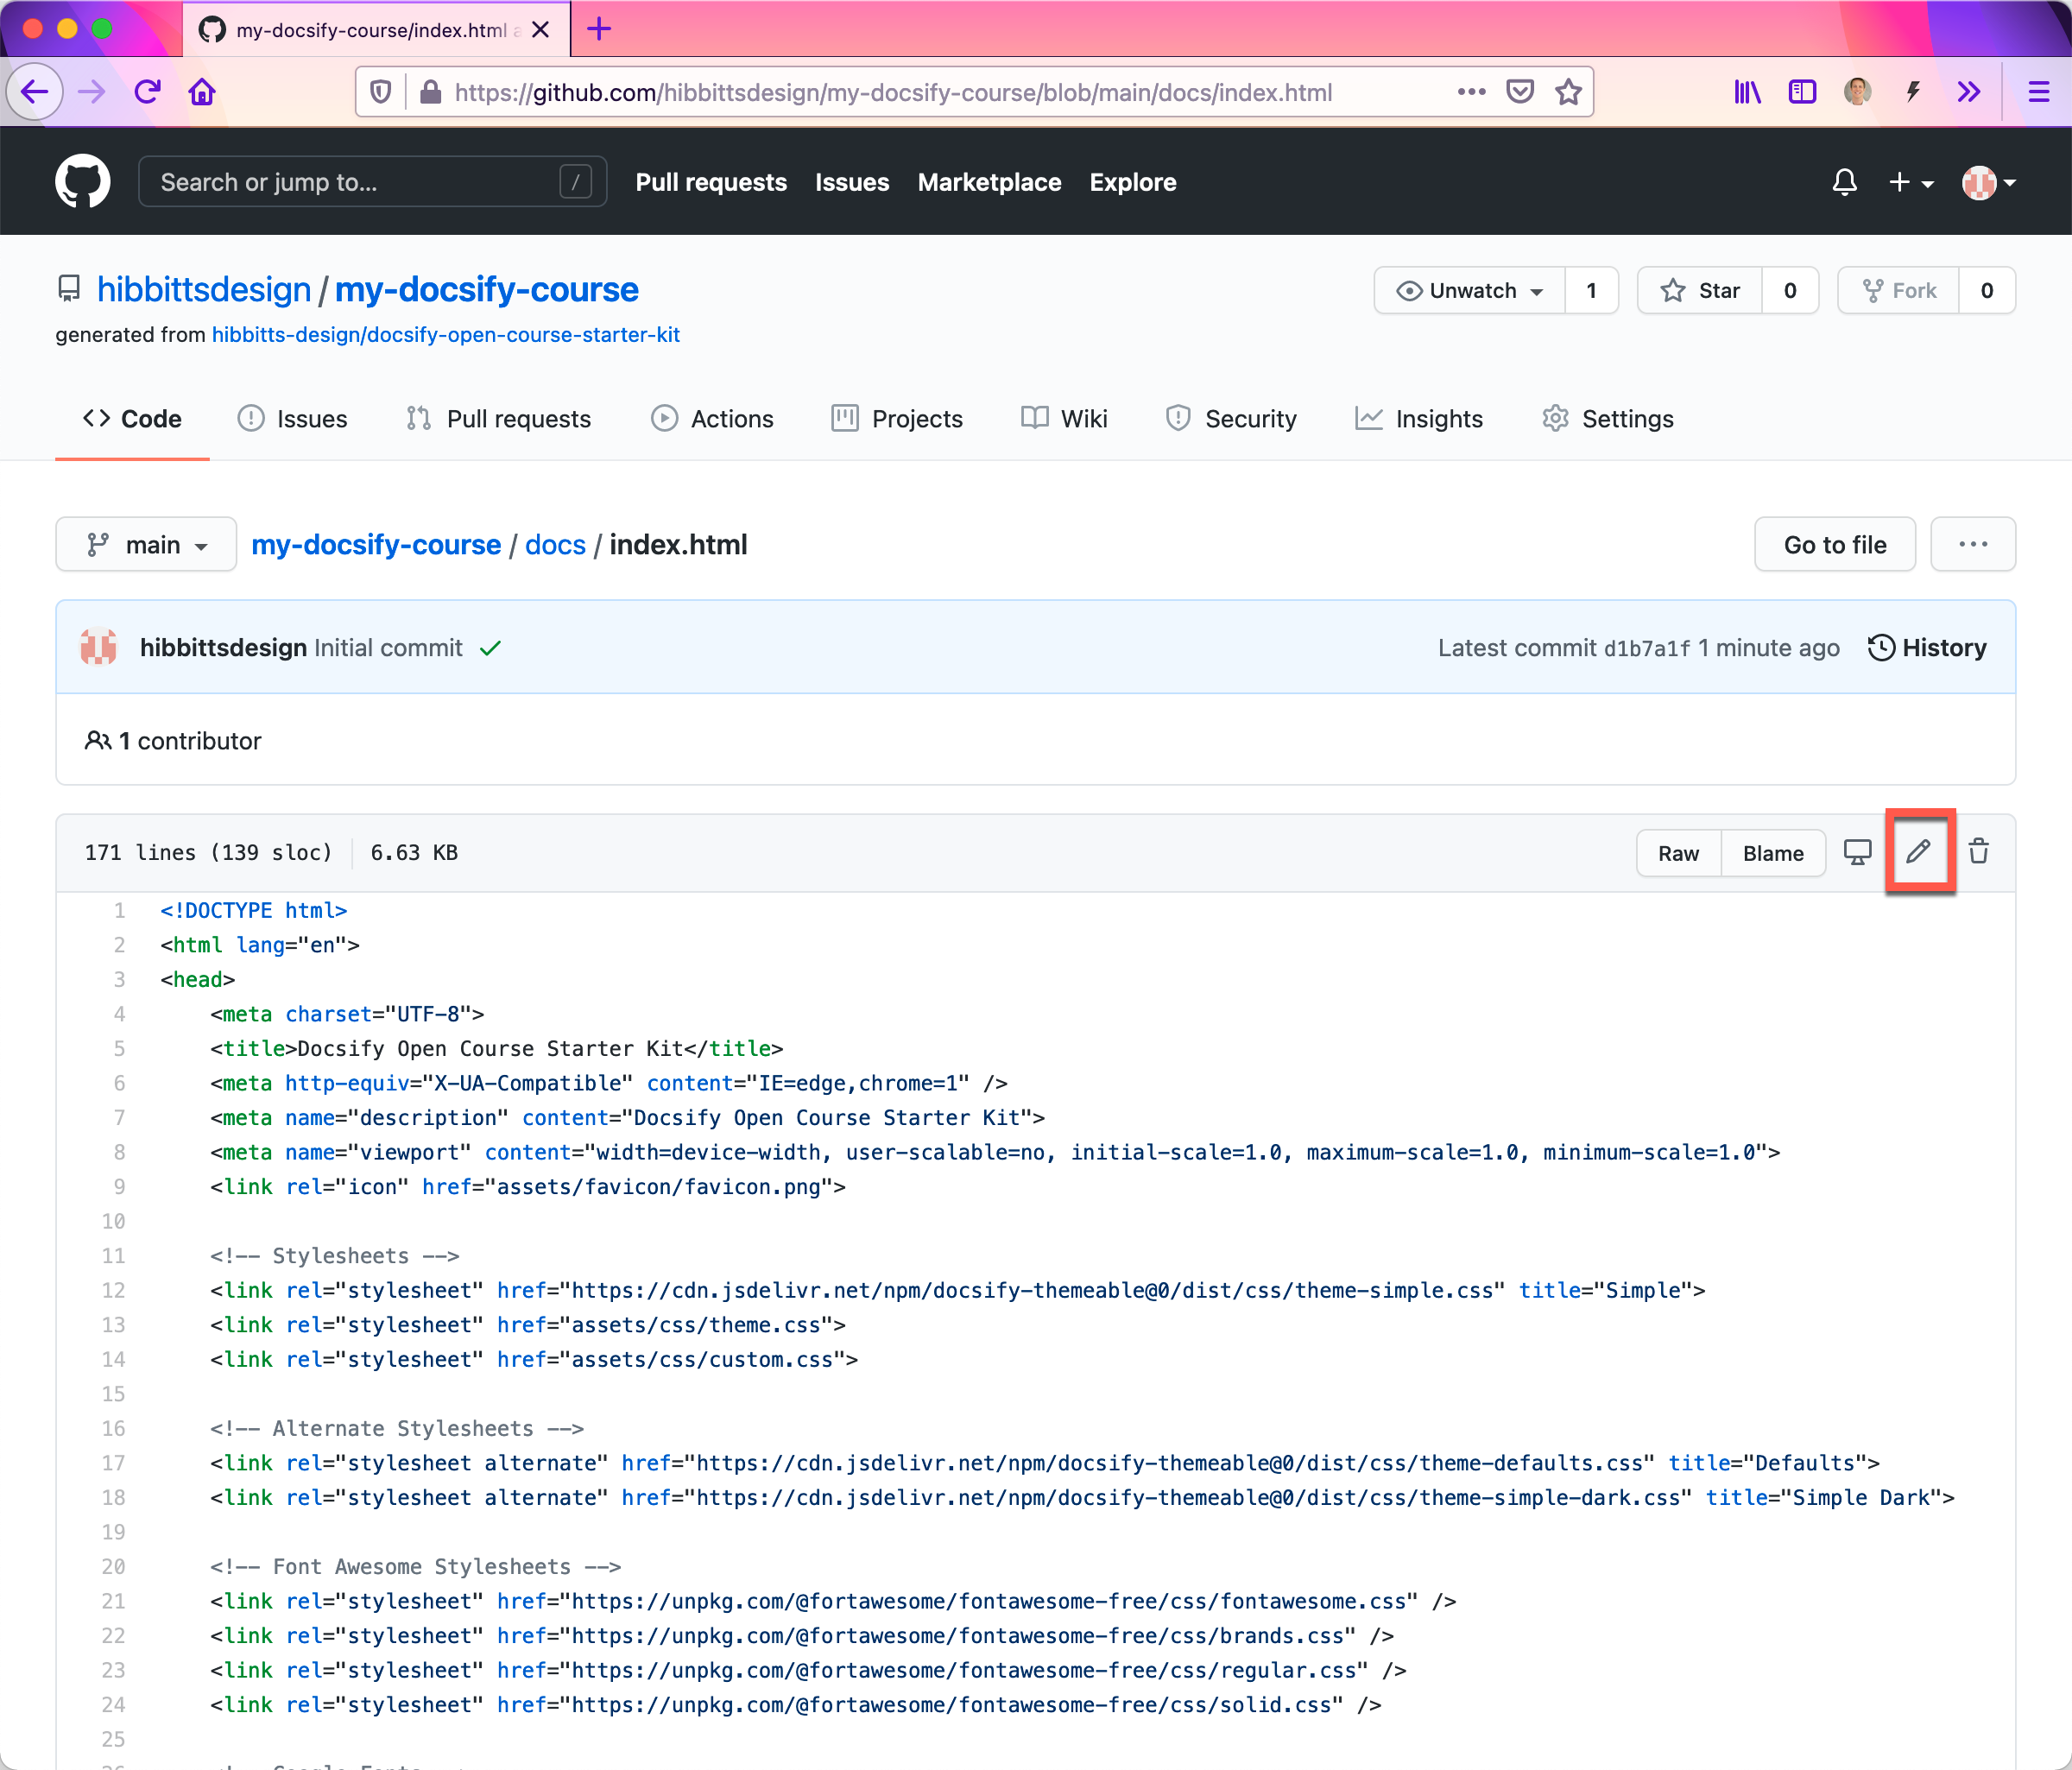 my-docsify-course/index.html a
https://github.com/hibbittsdesign/my-docsify-course/blob/main/docs/index.html
Search or jump to... /
Pull requests Issues Marketplace Explore
hibbittsdesign / my-docsify-course
Unwatch 1 Star 0 Fork 0
generated from hibbitts-design/docsify-open-course-starter-kit
Code Issues Pull requests Actions Projects Wiki Security Insights Settings
main my-docsify-course / docs / index.html Go to file
hibbittsdesign Initial commit Latest commit d1b7a1f 1 minute ago History
1 contributor
171 lines (139 sloc) 6.63 KB Raw Blame
1 <!DOCTYPE html>
2 <html lang="en">
3 <head>
4 <meta charset="UTF-8">
5 <title>Docsify Open Course Starter Kit</title>
6 <meta http-equiv="X-UA-Compatible" content="IE=edge,chrome=1" />
7 <meta name="description" content="Docsify Open Course Starter Kit">
8 <meta name="viewport" content="width=device-width, user-scalable=no, initial-scale=1.0, maximum-scale=1.0, minimum-scale=1.0">
9 <link rel="icon" href="assets/favicon/favicon.png">
10
11 <!-- Stylesheets -->
12 <link rel="stylesheet" href="https://cdn.jsdelivr.net/npm/docsify-themeable@0/dist/css/theme-simple.css" title="Simple">
13 <link rel="stylesheet" href="assets/css/theme.css">
14 <link rel="stylesheet" href="assets/css/custom.css">
15
16 <!-- Alternate Stylesheets -->
17 <link rel="stylesheet alternate" href="https://cdn.jsdelivr.net/npm/docsify-themeable@0/dist/css/theme-defaults.css" title="Defaults">
18 <link rel="stylesheet alternate" href="https://cdn.jsdelivr.net/npm/docsify-themeable@0/dist/css/theme-simple-dark.css" title="Simple Dark">
19
20 <!-- Font Awesome Stylesheets -->
21 <link rel="stylesheet" href="https://unpkg.com/@fortawesome/fontawesome-free/css/fontawesome.css" />
22 <link rel="stylesheet" href="https://unpkg.com/@fortawesome/fontawesome-free/css/brands.css" />
23 <link rel="stylesheet" href="https://unpkg.com/@fortawesome/fontawesome-free/css/regular.css" />
24 <link rel="stylesheet" href="https://unpkg.com/@fortawesome/fontawesome-free/css/solid.css" />
25